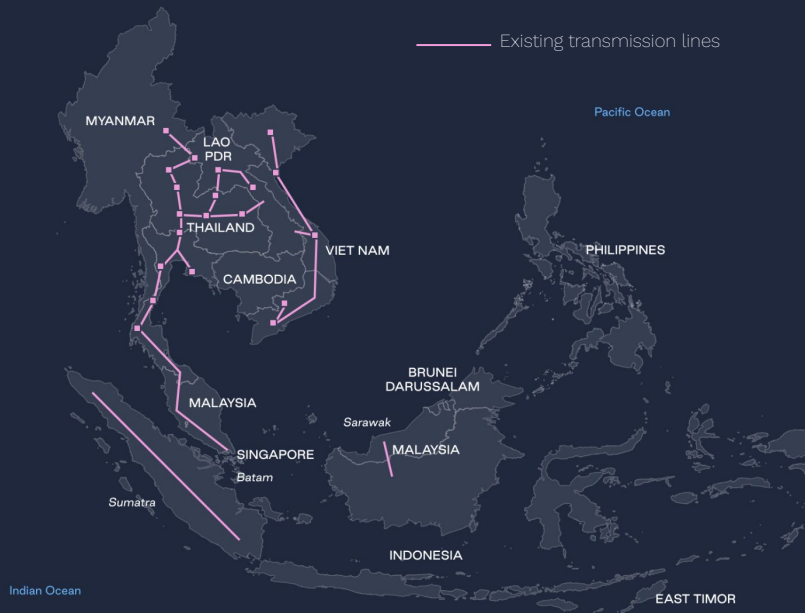 Existing transmission lines
Pacific Ocean
MYANMAR
LAO
PDR
THAILAND
VIET NAM
PHILIPPINES
CAMBODIA
BRUNEI
DARUSSALAM
MALAYSIA
Sarawak
MALAYSIA
SINGAPORE
Batam
Sumatra
INDONESIA
Indian Ocean
EAST TIMOR